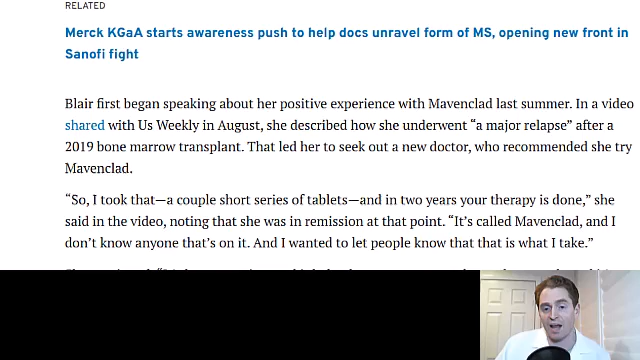 RELATED
Merck KGaA starts awareness push to help docs unravel form of MS, opening new front in
Sanofi fight
Blair first began speaking about her positive experience with Mavenclad last summer. In a video
shared with Us Weekly in August, she described how she underwent “a major relapse” after a
2019 bone marrow transplant. That led her to seek out a new doctor, who recommended she try
Mavenclad.
“So, I took that—a couple short series of tablets—and in two years your therapy is done,” she
said in the video, noting that she was in remission at that point. “It’s called Mavenclad, and I
don’t know anyone that’s on it. And I wanted to let people know that that is what I take.”